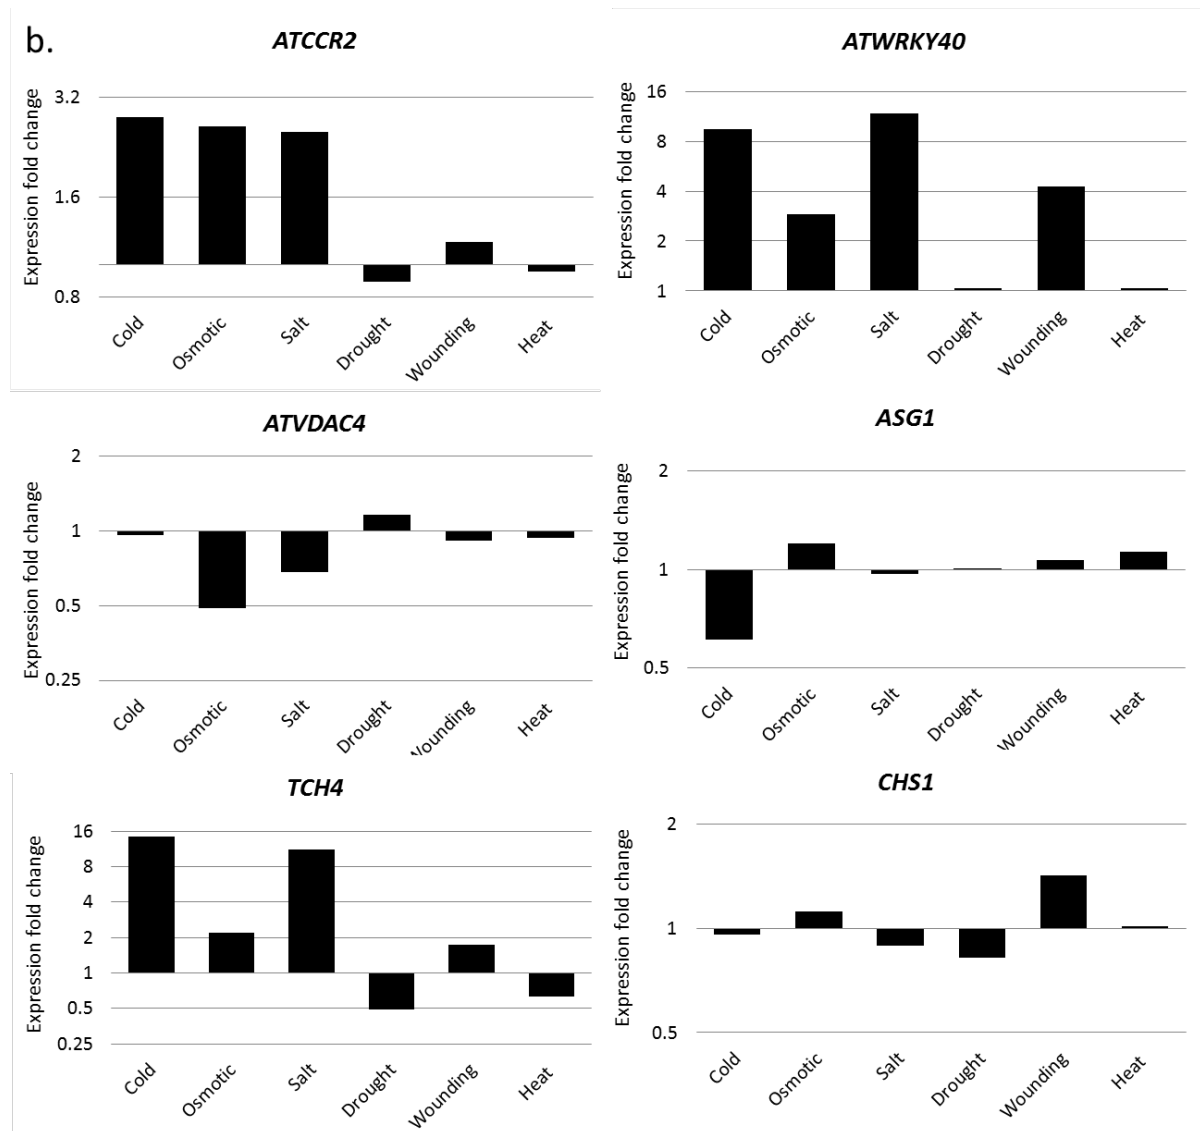 b.
ATCCR2
Expression fold change
3.2
1.6
0.8
Cold
Osmotic
Salt
Drought
Wounding
Heat
ATWRKY40
Expression fold change
16
8
4
2
1
Cold
Osmotic
Salt
Drought
Wounding
Heat
ATVDAC4
Expression fold change
2
1
0.5
0.25
Cold
Osmotic
Salt
Drought
Wounding
Heat
ASG1
Expression fold change
2
1
0.5
Cold
Osmotic
Salt
Drought
Wounding
Heat
TCH4
Expression fold change
16
8
4
2
1
0.5
0.25
Cold
Osmotic
Salt
Drought
Wounding
Heat
CHS1
Expression fold change
2
1
0.5
Cold
Osmotic
Salt
Drought
Wounding
Heat